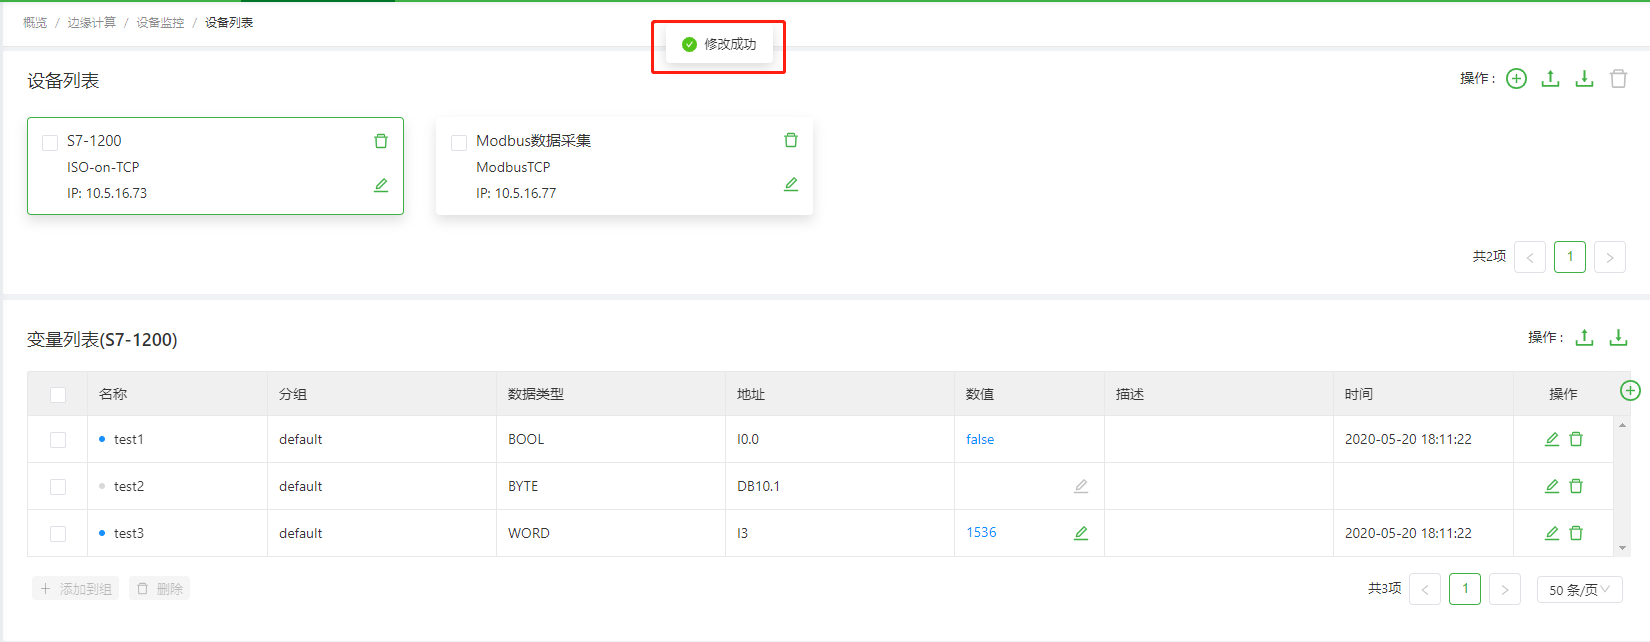 概览 / 边缘计算 / 设备监控 / 设备列表
修改成功
设备列表
操作 :
S7-1200
ISO-on-TCP
IP: 10.5.16.73
Modbus数据采集
ModbusTCP
IP: 10.5.16.77
共2项 < 1 >
变量列表(S7-1200)
操作 :
名称 分组 数据类型 地址 数值 描述 时间 操作
test1 default BOOL I0.0 false 2020-05-20 18:11:22
test2 default BYTE DB10.1
test3 default WORD I3 1536 2020-05-20 18:11:22
+ 添加到组 删除
共3项 < 1 > 50 条/页